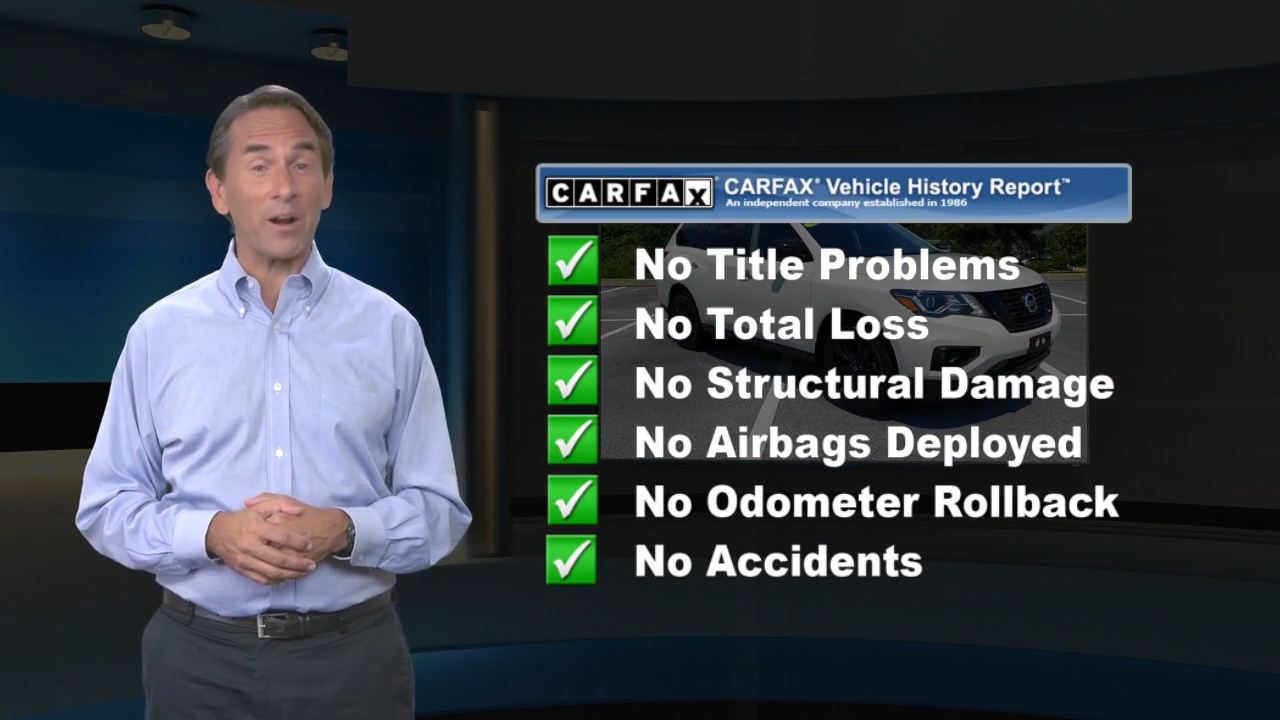 CARFAX® CARFAX® Vehicle History Report™
An independent company established in 1986
No Title Problems
No Total Loss
No Structural Damage
No Airbags Deployed
No Odometer Rollback
No Accidents